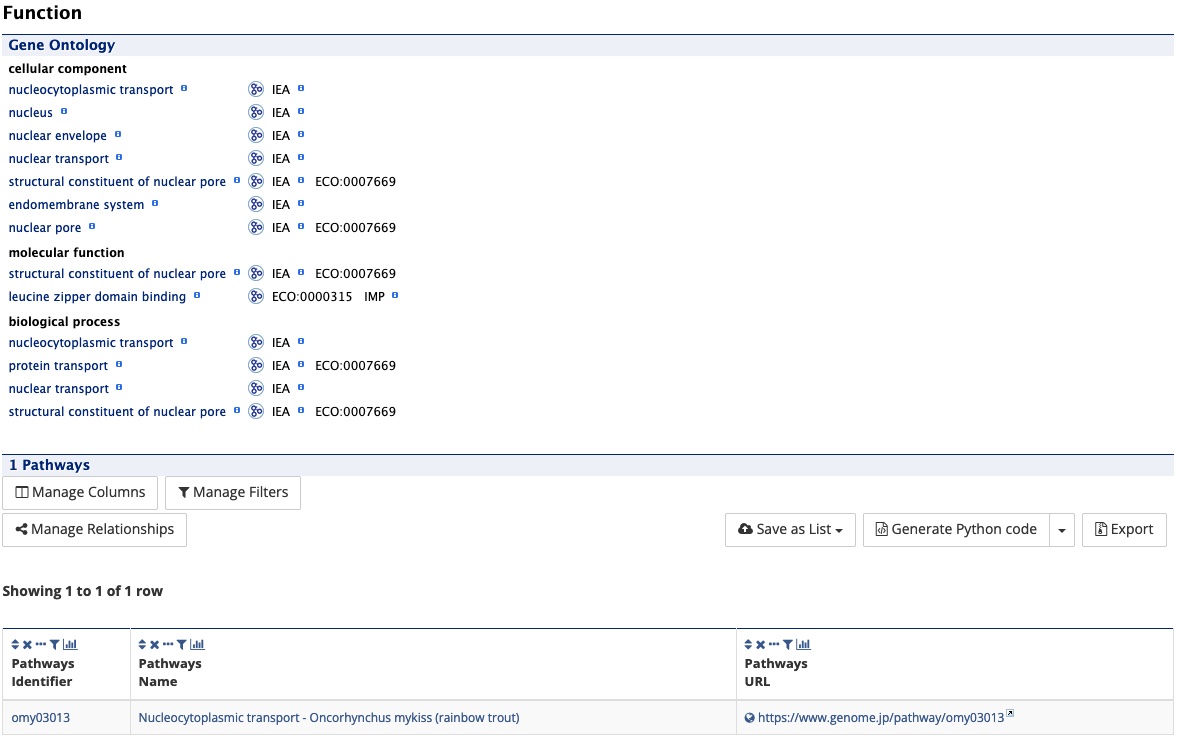 Function
Gene Ontology
cellular component
nucleocytoplasmic transport IEA
nucleus IEA
nuclear envelope IEA
nuclear transport IEA
structural constituent of nuclear pore IEA ECO:0007669
endomembrane system IEA
nuclear pore IEA ECO:0007669
molecular function
structural constituent of nuclear pore IEA ECO:0007669
leucine zipper domain binding ECO:0000315 IMP
biological process
nucleocytoplasmic transport IEA
protein transport IEA ECO:0007669
nuclear transport IEA
structural constituent of nuclear pore IEA ECO:0007669
1 Pathways
Manage Columns Manage Filters
Manage Relationships Save as List Generate Python code Export
Showing 1 to 1 of 1 row
Pathways Pathways Pathways
Identifier Name URL
omy03013 Nucleocytoplasmic transport - Oncorhynchus mykiss (rainbow trout) https://www.genome.jp/pathway/omy03013